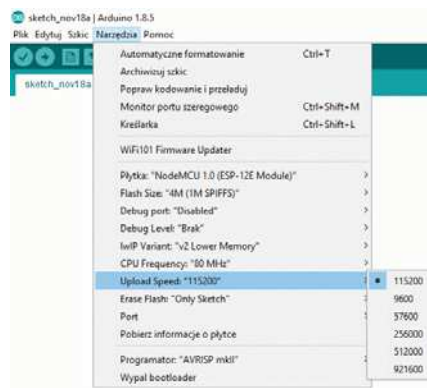 sketch_nov18a | Arduino 1.8.5
Plik Edytuj Szkic Narzędzia Pomoc
sketch_nov18a
Automatyczne formatowanie Ctrl+T
Archiwizuj szkic
Popraw kodowanie i przeładuj
Monitor portu szeregowego Ctrl+Shift+M
Kreślarka Ctrl+Shift+L
WiFi101 Firmware Updater
Płytka: "NodeMCU 1.0 (ESP-12E Module)"
Flash Size: "4M (1M SPIFFS)"
Debug port: "Disabled"
Debug Level: "Brak"
lwIP Variant: "v2 Lower Memory"
CPU Frequency: "80 MHz"
Upload Speed: "115200"
Erase Flash: "Only Sketch"
Port
Pobierz informacje o płytce
Programator: "AVRISP mkII"
Wypal bootloader
115200
9600
57600
256000
512000
921600